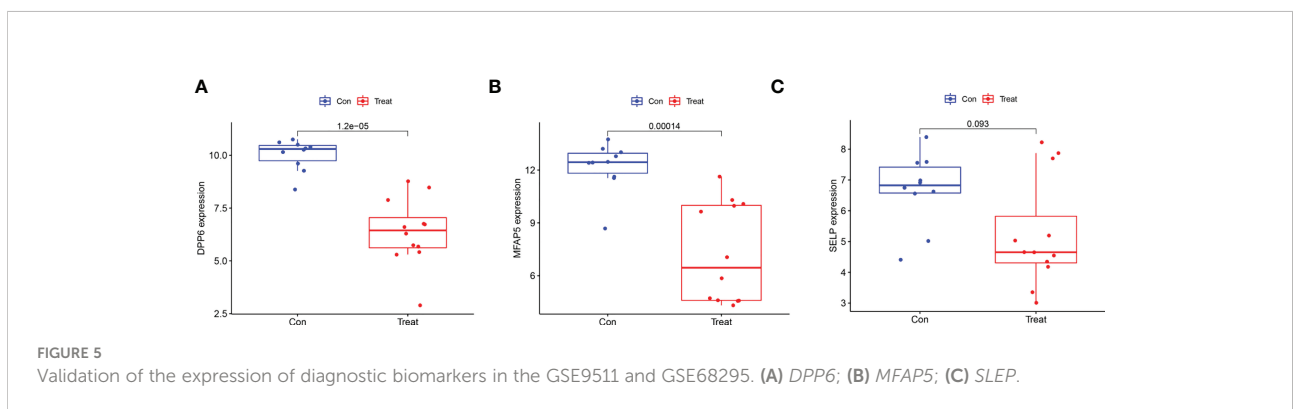 A
Con Treat
1.2e−05
10.0
7.5
5.0
2.5
DPP6 expression
Con Treat
B
Con Treat
0.00014
12
9
6
MFAP5 expression
Con Treat
C
Con Treat
0.093
8
7
6
5
4
3
SELP expression
Con Treat
FIGURE 5
Validation of the expression of diagnostic biomarkers in the GSE9511 and GSE68295. (A) DPP6; (B) MFAP5; (C) SLEP.